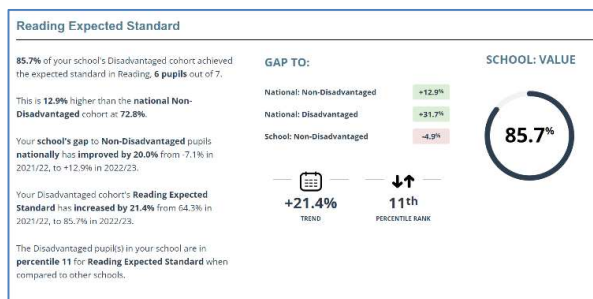 Reading Expected Standard
85.7% of your school's Disadvantaged cohort achieved
the expected standard in Reading, 6 pupils out of 7.
This is 12.9% higher than the national Non-
Disadvantaged cohort at 72.8%.
Your school's gap to Non-Disadvantaged pupils
nationally has improved by 20.0% from -7.1% in
2021/22, to +12.9% in 2022/23.
Your Disadvantaged cohort's Reading Expected
Standard has increased by 21.4% from 64.3% in
2021/22, to 85.7% in 2022/23.
The Disadvantaged pupil(s) in your school are in
percentile 11 for Reading Expected Standard when
compared to other schools.
GAP TO:
National: Non-Disadvantaged +12.9%
National: Disadvantaged +31.7%
School: Non-Disadvantaged -4.9%
+21.4%
TREND
11th
PERCENTILE RANK
SCHOOL: VALUE
85.7%